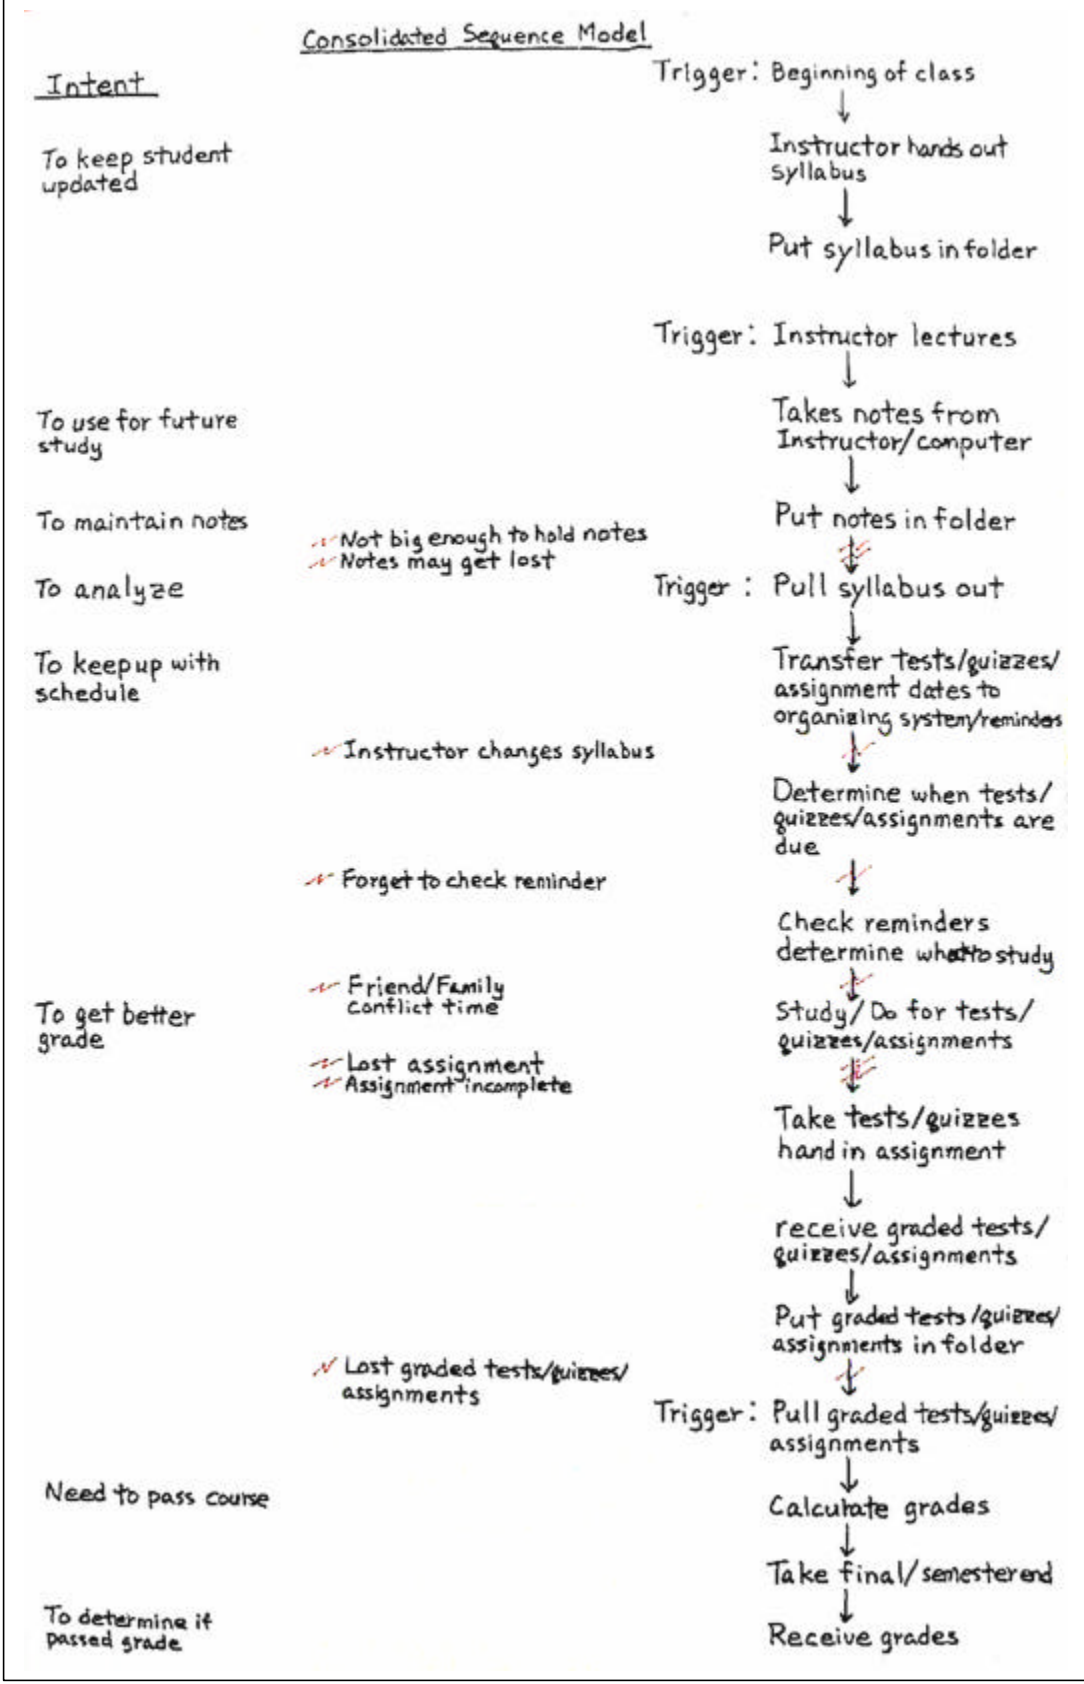 Consolidated Sequence Model
Intent
Trigger: Beginning of class
To keep student
updated
Instructor hands out
syllabus
Put syllabus in folder
Trigger: Instructor lectures
To use for future
study
Takes notes from
Instructor/computer
To maintain notes
Put notes in folder
Not big enough to hold notes
Notes may get lost
To analyze
Trigger: Pull syllabus out
To keep up with
schedule
Transfer tests/quizzes/
assignment dates to
organizing system/reminders
Instructor changes syllabus
Determine when tests/
quizzes/assignments are
due
Forget to check reminder
Check reminders
determine what to study
Friend/Family
conflict time
To get better
grade
Study/Do for tests/
quizzes/assignments
Lost assignment
Assignment incomplete
Take tests/quizzes
hand in assignment
receive graded tests/
quizzes/assignments
Put graded tests/quizzes/
assignments in folder
Lost graded tests/quizzes/
assignments
Trigger: Pull graded tests/quizzes/
assignments
Need to pass course
Calculate grades
Take final/semester end
To determine if
passed grade
Receive grades